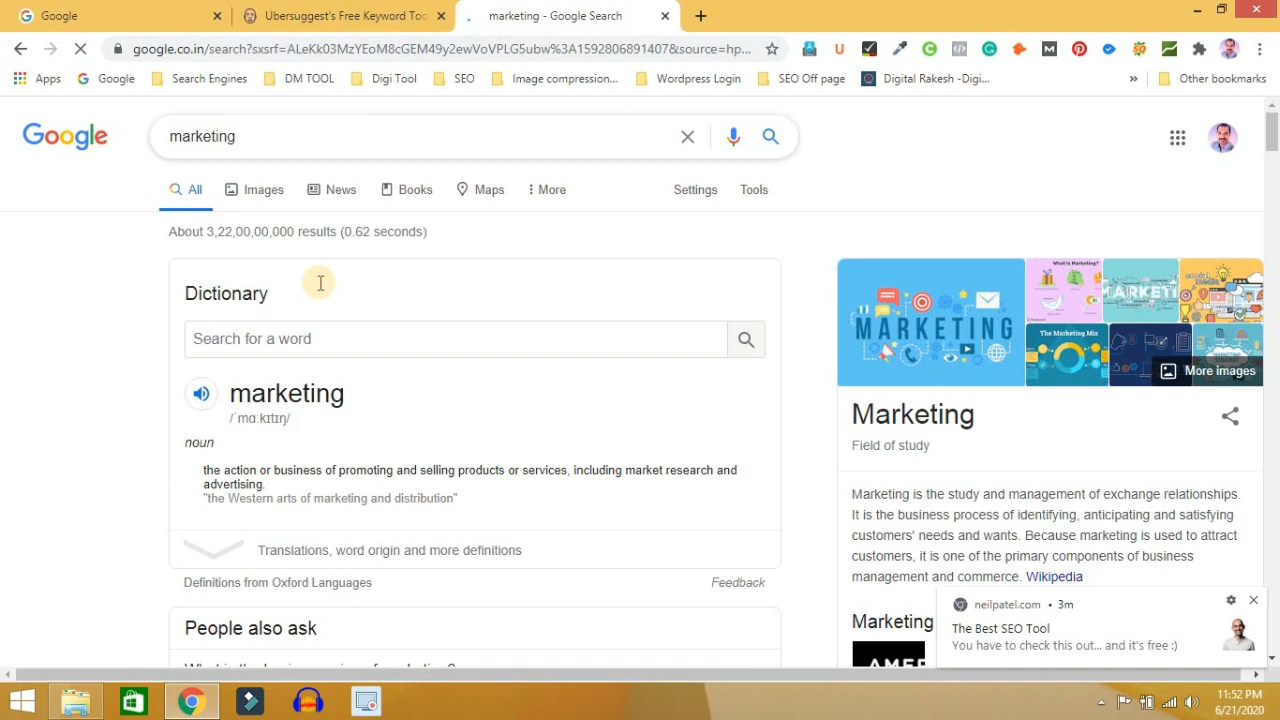 Google
Ubersuggest's Free Keyword Too
marketing - Google Search
google.co.in/search?sxsrf=ALeKk03MzYEoM8cGEM49y2ewVoVPLG5ubw%3A1592806891407&source=hp...
Apps
Google
Search Engines
DM TOOL
Digi Tool
SEO
Image compression...
Wordpress Login
SEO Off page
Digital Rakesh -Digi...
»
Other bookmarks
Google
marketing
All
Images
News
Books
Maps
More
Settings
Tools
About 3,22,00,00,000 results (0.62 seconds)
Dictionary
Search for a word
marketing
/ˈmɑːkɪtɪŋ/
noun
the action or business of promoting and selling products or services, including market research and
advertising.
"the Western arts of marketing and distribution"
Translations, word origin and more definitions
Definitions from Oxford Languages
Feedback
People also ask
What is Marketing?
MARKETI
social media
MARKETING
The Marketing Mix
More images
Marketing
Field of study
Marketing is the study and management of exchange relationships.
It is the business process of identifying, anticipating and satisfying
customers' needs and wants. Because marketing is used to attract
customers, it is one of the primary components of business
management and commerce. Wikipedia
Marketing
neilpatel.com • 3m
The Best SEO Tool
You have to check this out... and it's free :)
11:52 PM
6/21/2020